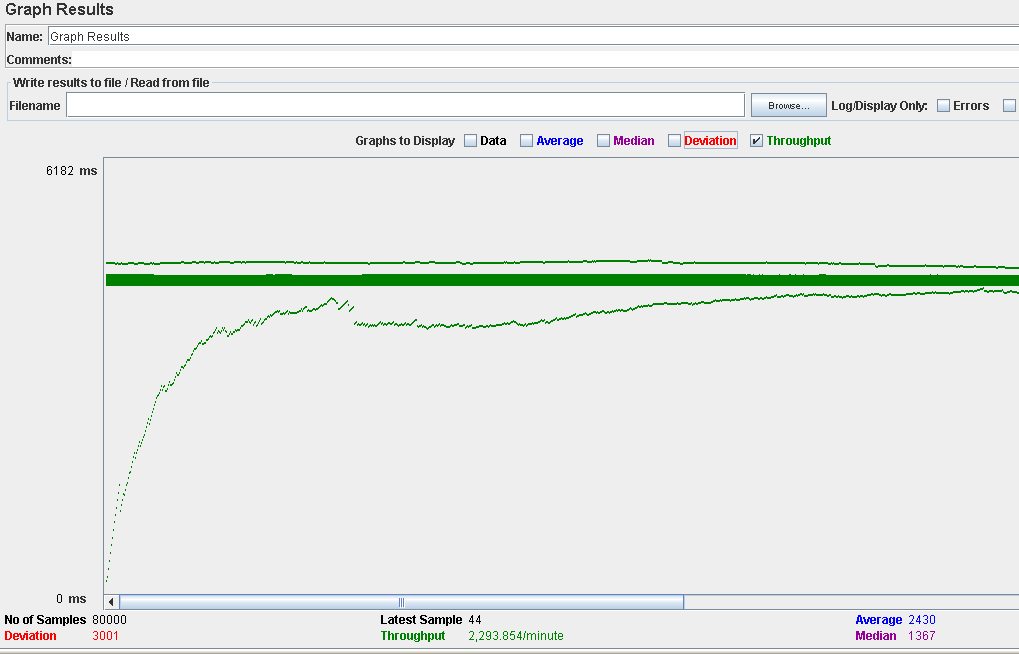 Graph Results
Name: Graph Results
Comments:
Write results to file / Read from file
Filename Browse... Log/Display Only: Errors
Graphs to Display Data Average Median Deviation Throughput
6182 ms
0 ms
No of Samples 80000 Latest Sample 44 Average 2430
Deviation 3001 Throughput 2,293.854/minute Median 1367